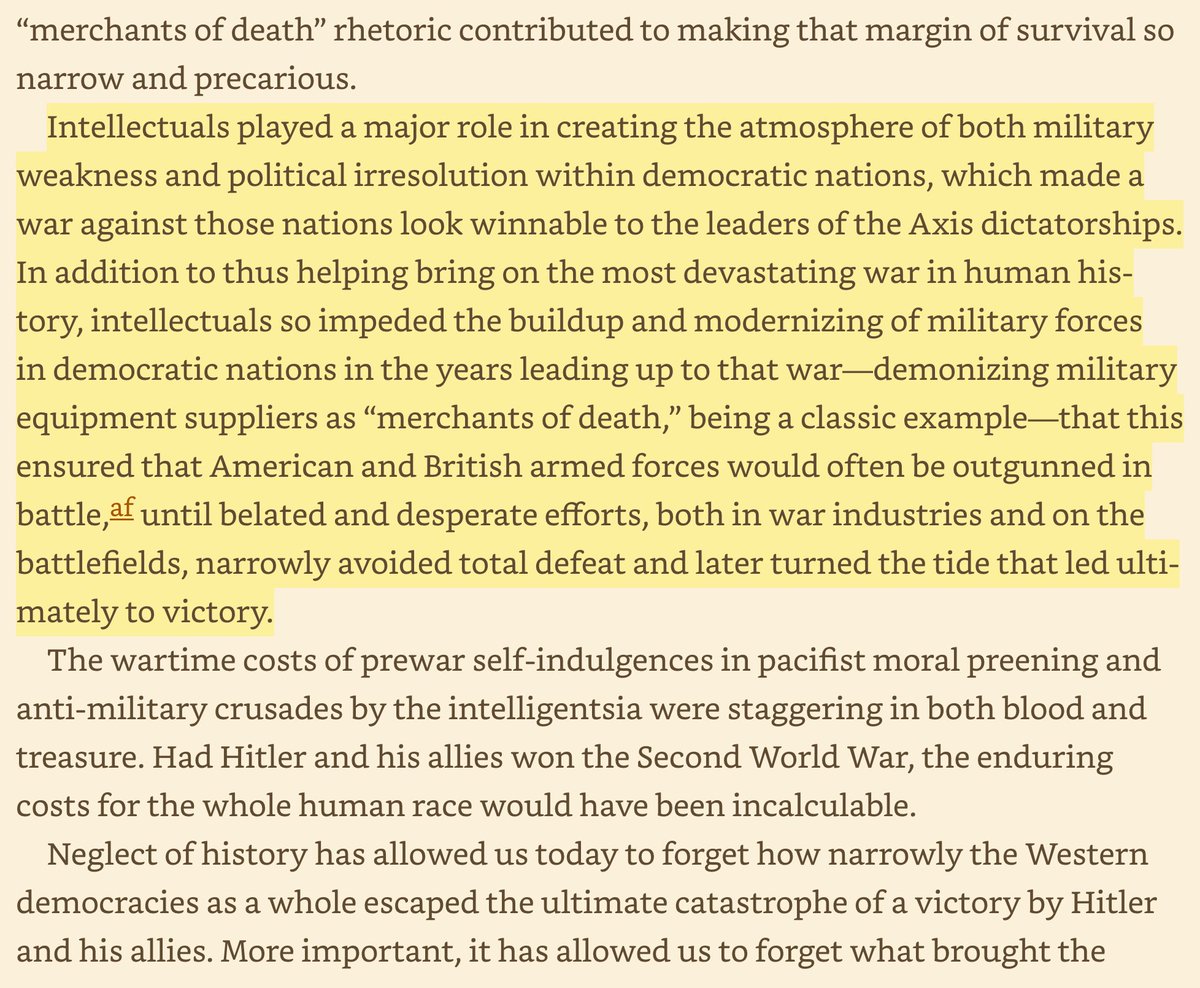 “merchants of death” rhetoric contributed to making that margin of survival so
narrow and precarious.
Intellectuals played a major role in creating the atmosphere of both military
weakness and political irresolution within democratic nations, which made a
war against those nations look winnable to the leaders of the Axis dictatorships.
In addition to thus helping bring on the most devastating war in human his-
tory, intellectuals so impeded the buildup and modernizing of military forces
in democratic nations in the years leading up to that war—demonizing military
equipment suppliers as “merchants of death,” being a classic example—that this
ensured that American and British armed forces would often be outgunned in
battle,af until belated and desperate efforts, both in war industries and on the
battlefields, narrowly avoided total defeat and later turned the tide that led ulti-
mately to victory.
The wartime costs of prewar self-indulgences in pacifist moral preening and
anti-military crusades by the intelligentsia were staggering in both blood and
treasure. Had Hitler and his allies won the Second World War, the enduring
costs for the whole human race would have been incalculable.
Neglect of history has allowed us today to forget how narrowly the Western
democracies as a whole escaped the ultimate catastrophe of a victory by Hitler
and his allies. More important, it has allowed us to forget what brought the